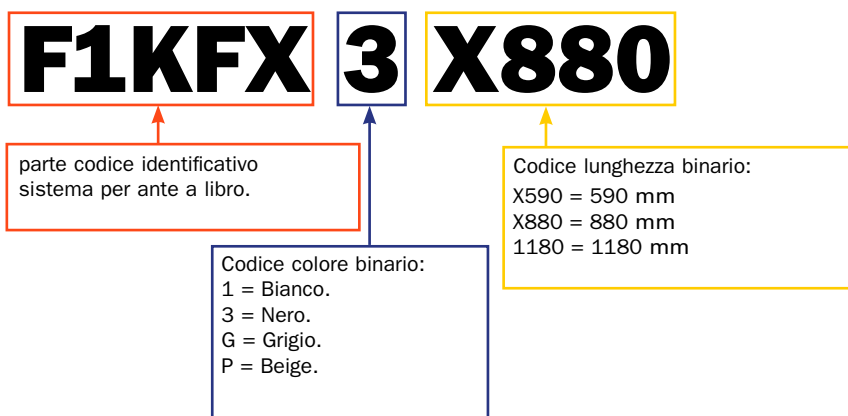 F1KFX 3 X880
parte codice identificativo
sistema per ante a libro.
Codice colore binario:
1 = Bianco.
3 = Nero.
G = Grigio.
P = Beige.
Codice lunghezza binario:
X590 = 590 mm
X880 = 880 mm
1180 = 1180 mm